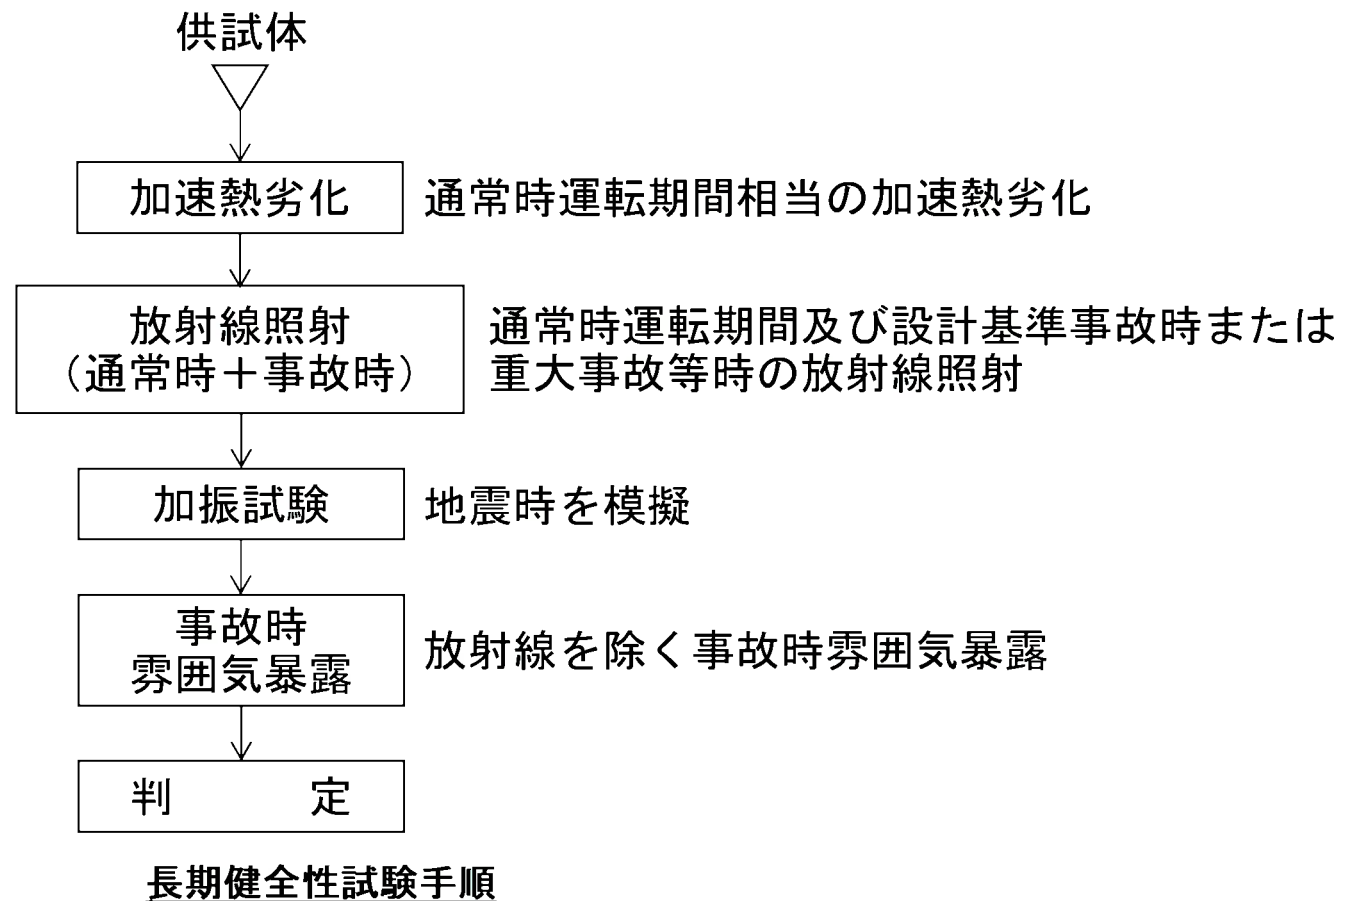 供試体
加速熱劣化
通常時運転期間相当の加速熱劣化
放射線照射
（通常時＋事故時）
通常時運転期間及び設計基準事故時または
重大事故等時の放射線照射
加振試験
地震時を模擬
事故時
雰囲気暴露
放射線を除く事故時雰囲気暴露
判　　　定
長期健全性試験手順